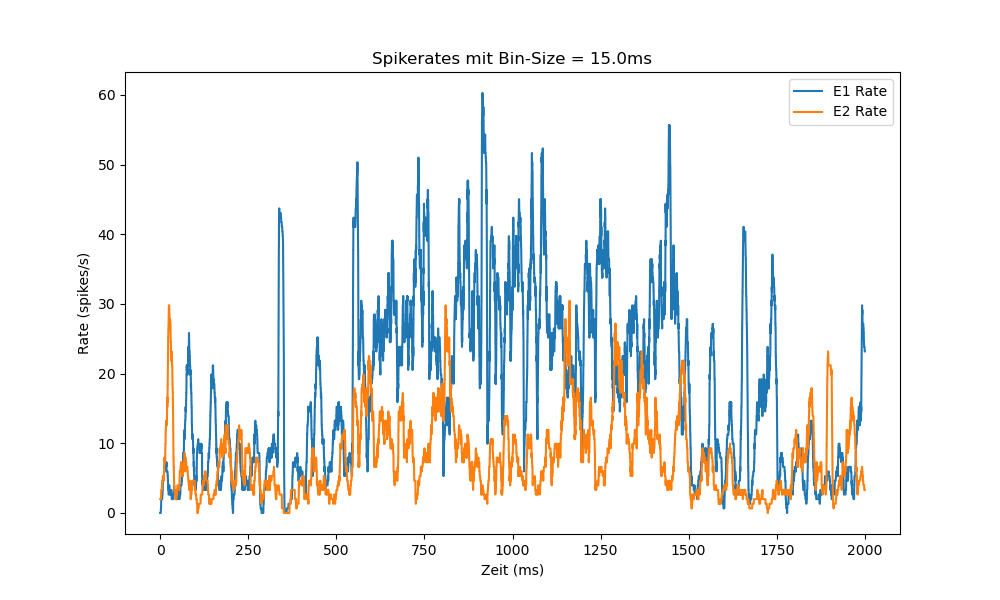 Spikerates mit Bin-Size = 15.0ms
E1 Rate
E2 Rate
60
50
40
30
20
10
0
Rate (spikes/s)
0 250 500 750 1000 1250 1500 1750 2000
Zeit (ms)